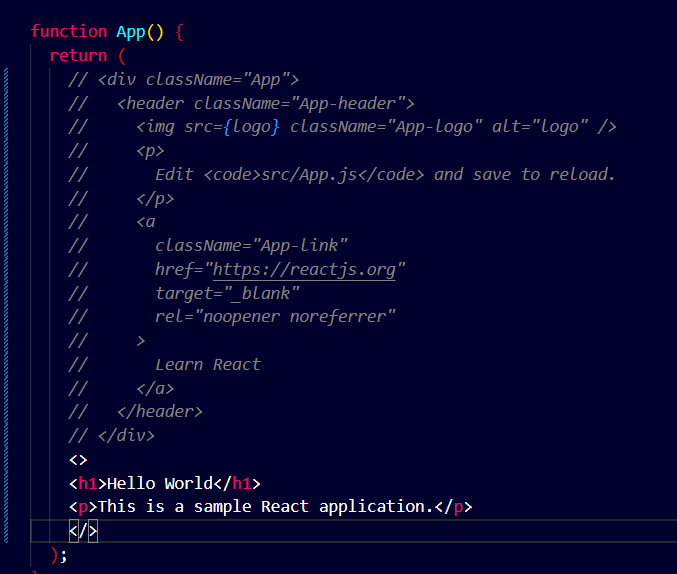 function App() {
  return (
    // <div className="App">
    //   <header className="App-header">
    //     <img src={logo} className="App-logo" alt="logo" />
    //     <p>
    //       Edit <code>src/App.js</code> and save to reload.
    //     </p>
    //     <a
    //       className="App-link"
    //       href="https://reactjs.org"
    //       target="_blank"
    //       rel="noopener noreferrer"
    //     >
    //       Learn React
    //     </a>
    //   </header>
    // </div>
    <>
    <h1>Hello World</h1>
    <p>This is a sample React application.</p>
    </>
  );